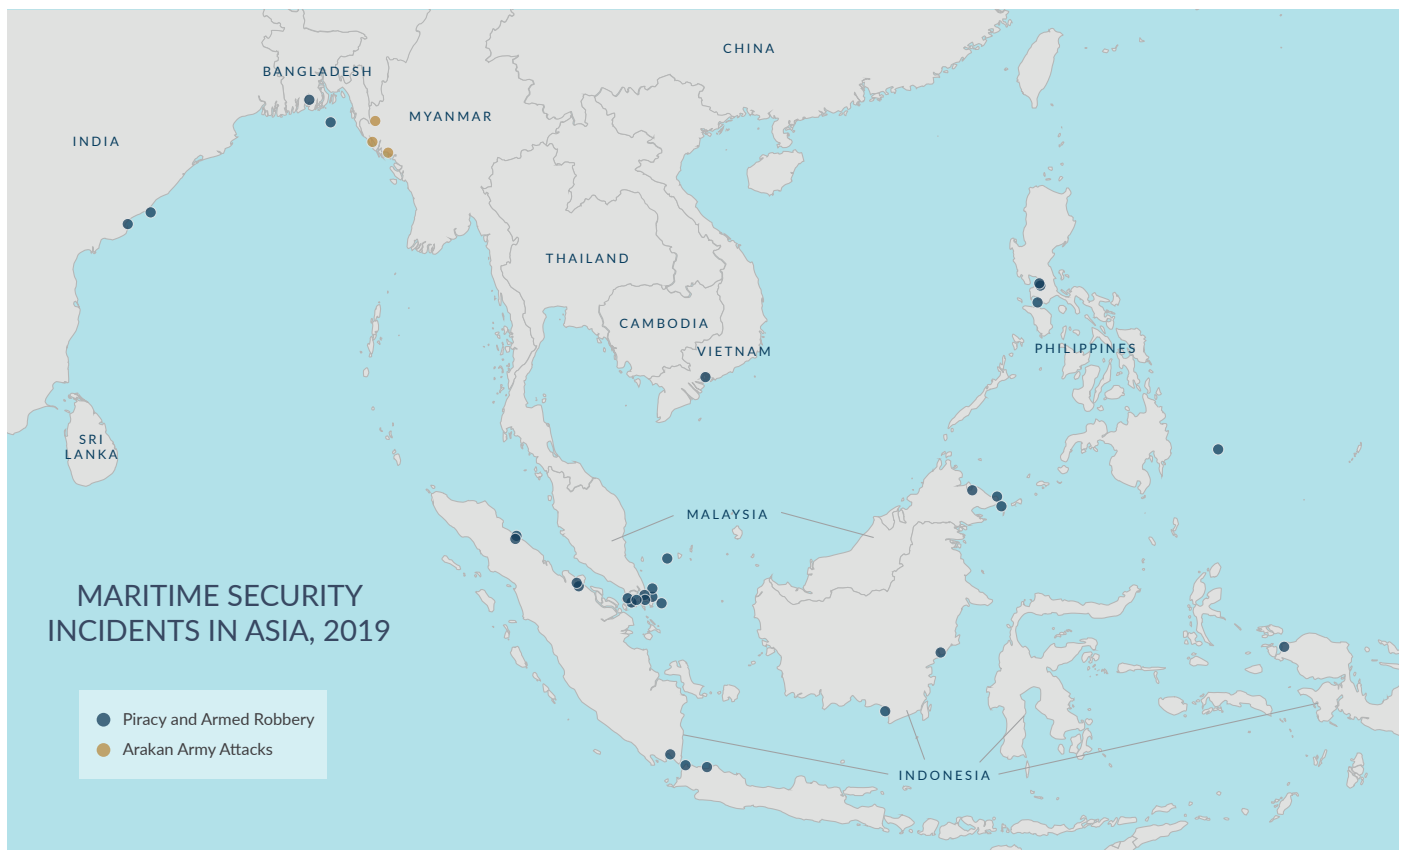 CHINA
BANGLADESH
MYANMAR
INDIA
THAILAND
CAMBODIA
VIETNAM
PHILIPPINES
SRI
LANKA
MALAYSIA
MARITIME SECURITY
INCIDENTS IN ASIA, 2019
Piracy and Armed Robbery
Arakan Army Attacks
INDONESIA